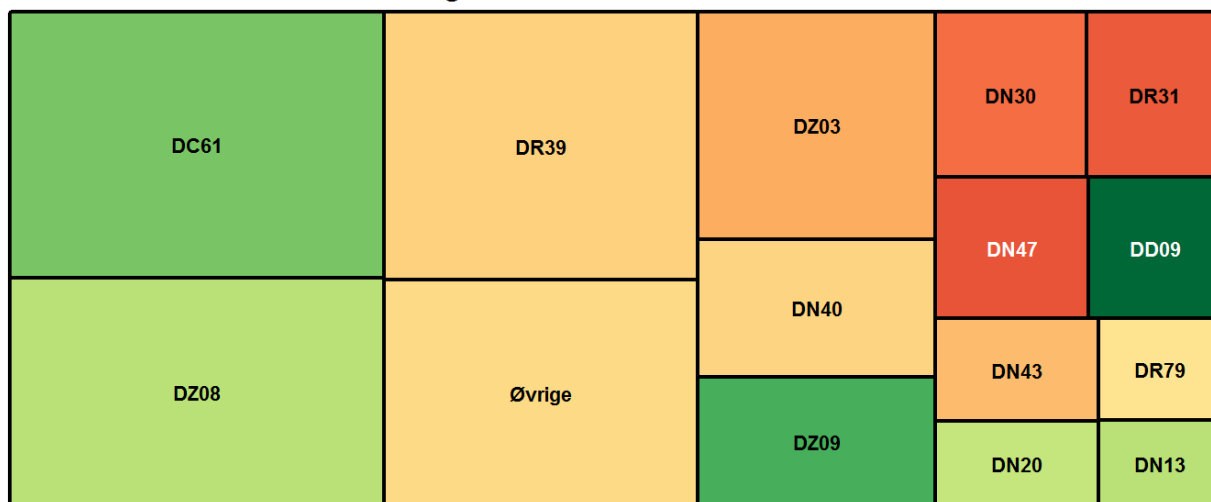 DC61
DR39
DZ03
DN30
DR31
DN47
DD09
DN40
DN43
DR79
DZ08
Øvrige
DZ09
DN20
DN13